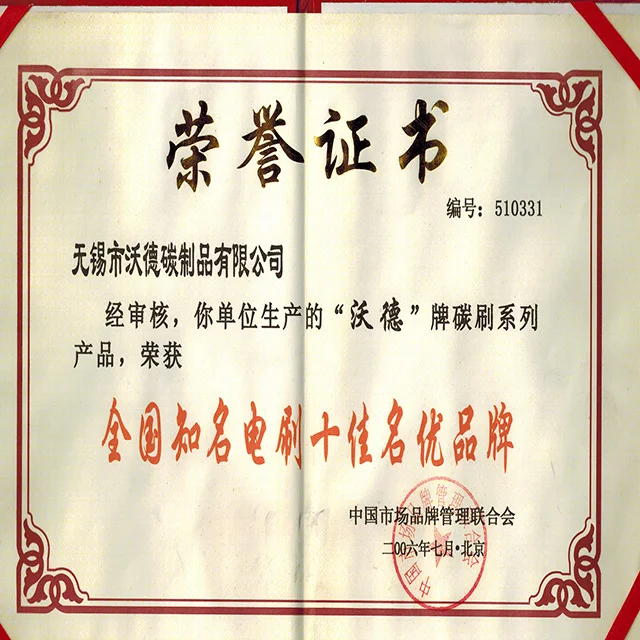 荣誉证书
编号：510331
无锡市沃德碳制品有限公司
经审核，你单位生产的“沃德”牌碳刷系列
产品，荣获
全国知名电刷十佳名优品牌
中国市场品牌管理联合会
二00六年七月·北京